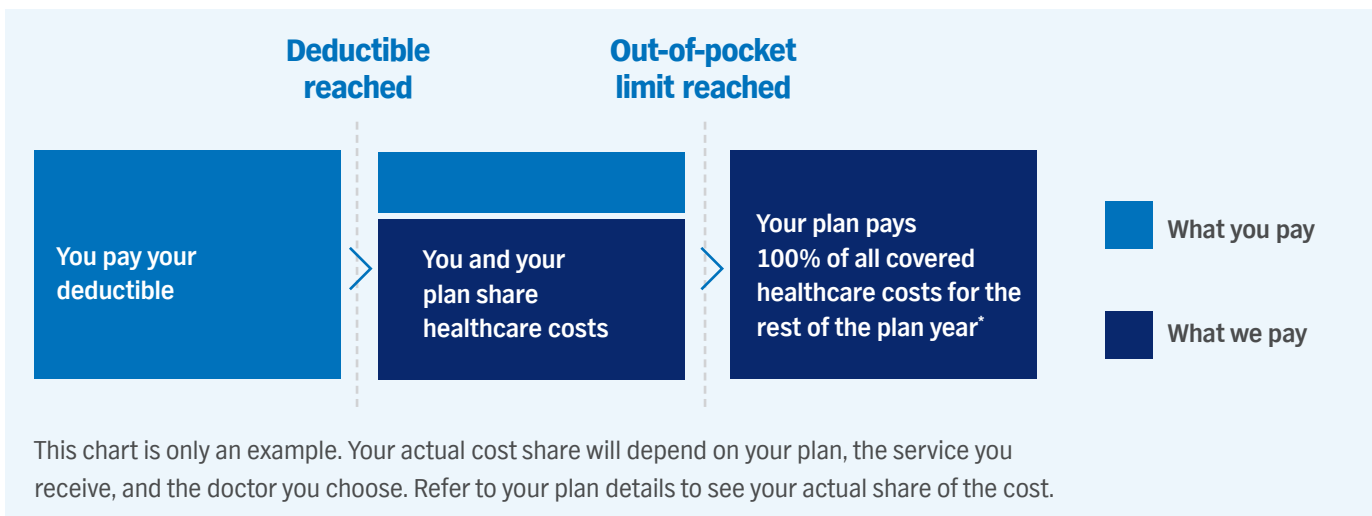 Deductible
reached
Out-of-pocket
limit reached
You pay your
deductible
You and your
plan share
healthcare costs
Your plan pays
100% of all covered
healthcare costs for the
rest of the plan year*
What you pay
What we pay
This chart is only an example. Your actual cost share will depend on your plan, the service you
receive, and the doctor you choose. Refer to your plan details to see your actual share of the cost.